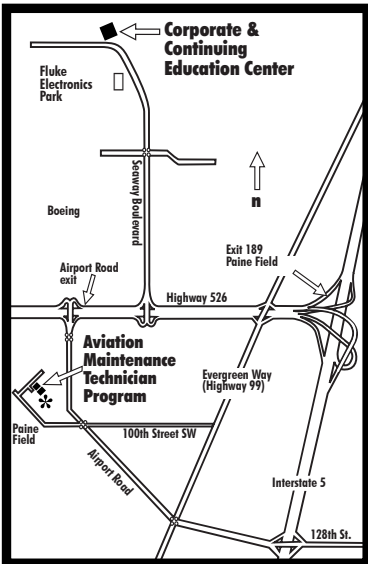 Corporate &
Continuing
Education Center
Fluke
Electronics
Park
Seaway Boulevard
n
Boeing
Exit 189
Paine Field
Airport Road
exit
Highway 526
Aviation
Maintenance
Technician
Program
Evergreen Way
(Highway 99)
Paine
Field
100th Street SW
Airport Road
Interstate 5
128th St.